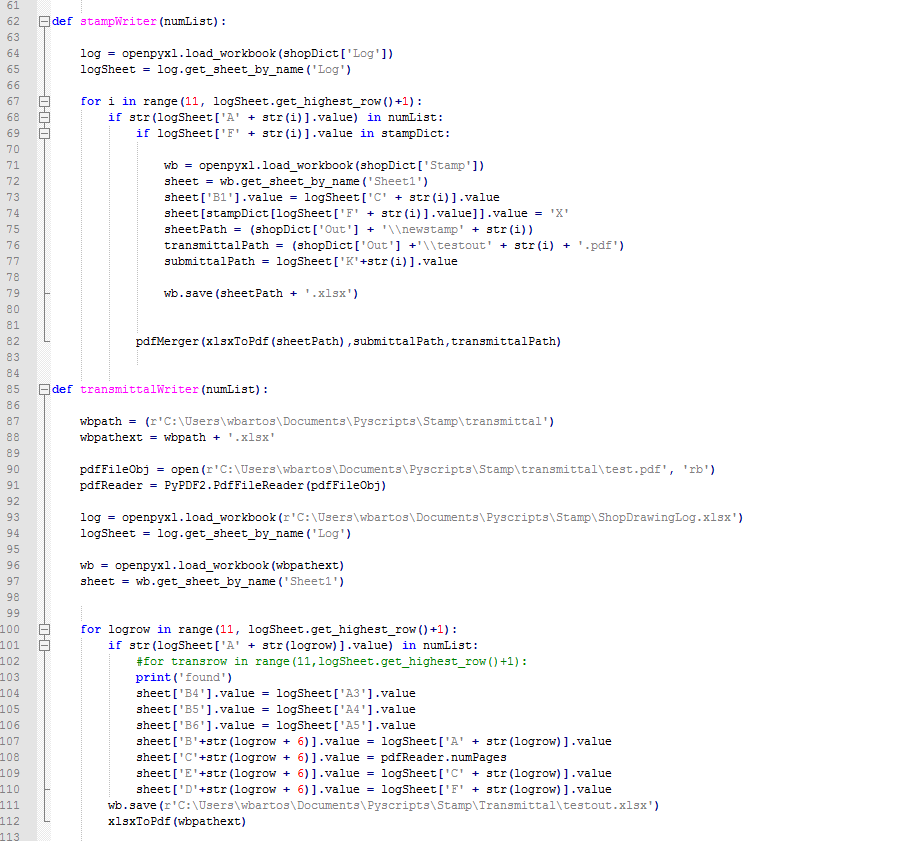 61
62 def stampWriter(numList):
63
64     log = openpyxl.load_workbook(shopDict['Log'])
65     logSheet = log.get_sheet_by_name('Log')
66
67     for i in range(11, logSheet.get_highest_row()+1):
68         if str(logSheet['A' + str(i)].value) in numList:
69             if logSheet['F' + str(i)].value in stampDict:
70
71                 wb = openpyxl.load_workbook(shopDict['Stamp'])
72                 sheet = wb.get_sheet_by_name('Sheet1')
73                 sheet['B1'].value = logSheet['C' + str(i)].value
74                 sheet[stampDict[logSheet['F' + str(i)].value]].value = 'X'
75                 sheetPath = (shopDict['Out'] + '\\newstamp' + str(i))
76                 transmittalPath = (shopDict['Out'] +'\\testout' + str(i) + '.pdf')
77                 submittalPath = logSheet['K'+str(i)].value
78
79                 wb.save(sheetPath + '.xlsx')
80
81
82             pdfMerger(xlsxToPdf(sheetPath),submittalPath,transmittalPath)
83
84
85 def transmittalWriter(numList):
86
87     wbpath = (r'C:\Users\wbartos\Documents\Pyscripts\Stamp\transmittal')
88     wbpathext = wbpath + '.xlsx'
89
90     pdfFileObj = open(r'C:\Users\wbartos\Documents\Pyscripts\Stamp\transmittal\test.pdf', 'rb')
91     pdfReader = PyPDF2.PdfFileReader(pdfFileObj)
92
93     log = openpyxl.load_workbook(r'C:\Users\wbartos\Documents\Pyscripts\Stamp\ShopDrawingLog.xlsx')
94     logSheet = log.get_sheet_by_name('Log')
95
96     wb = openpyxl.load_workbook(wbpathext)
97     sheet = wb.get_sheet_by_name('Sheet1')
98
99
100     for logrow in range(11, logSheet.get_highest_row()+1):
101         if str(logSheet['A' + str(logrow)].value) in numList:
102             #for transrow in range(11,logSheet.get_highest_row()+1):
103             print('found')
104             sheet['B4'].value = logSheet['A3'].value
105             sheet['B5'].value = logSheet['A4'].value
106             sheet['B6'].value = logSheet['A5'].value
107             sheet['B'+str(logrow + 6)].value = logSheet['A' + str(logrow)].value
108             sheet['C'+str(logrow + 6)].value = pdfReader.numPages
109             sheet['E'+str(logrow + 6)].value = logSheet['C' + str(logrow)].value
110             sheet['D'+str(logrow + 6)].value = logSheet['F' + str(logrow)].value
111         wb.save(r'C:\Users\wbartos\Documents\Pyscripts\Stamp\Transmittal\testout.xlsx')
112         xlsxToPdf(wbpathext)
113